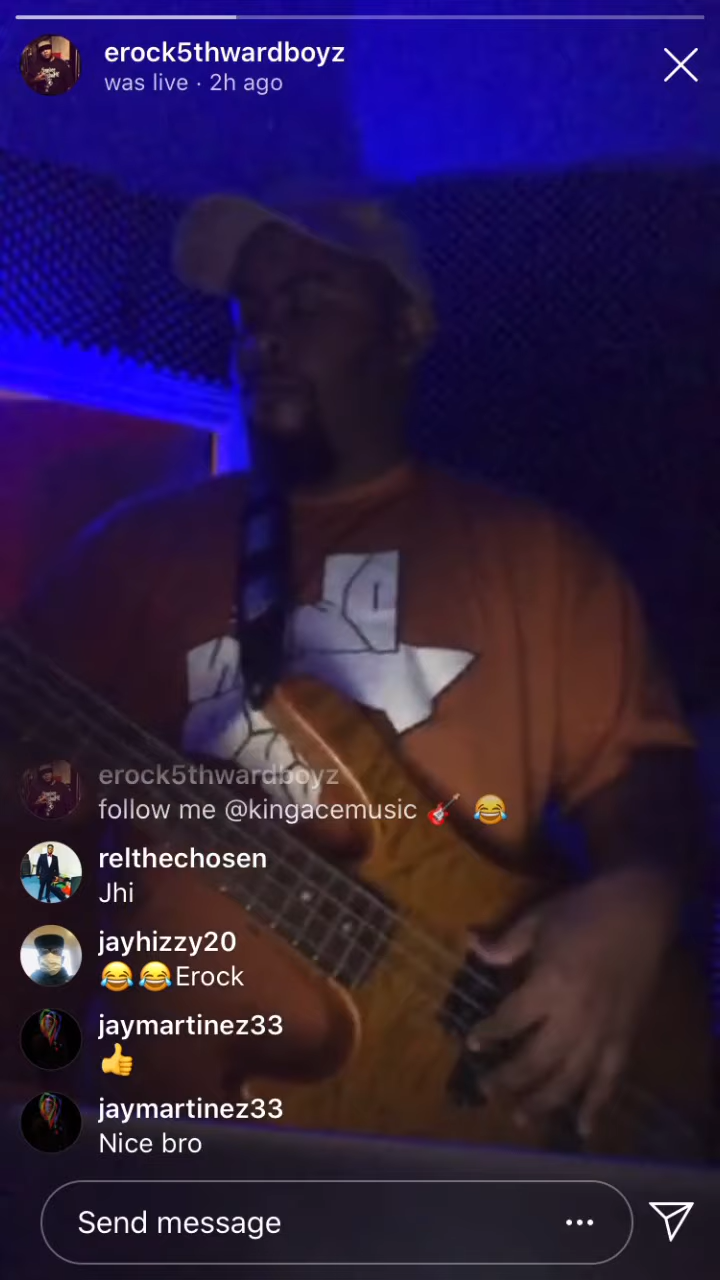 erock5thwardboyz
was live · 2h ago
erock5thwardboyz
follow me @kingacemusic 🎸 😂
relthechosen
Jhi
jayhizzy20
😂😂Erock
jaymartinez33
👍
jaymartinez33
Nice bro
Send message